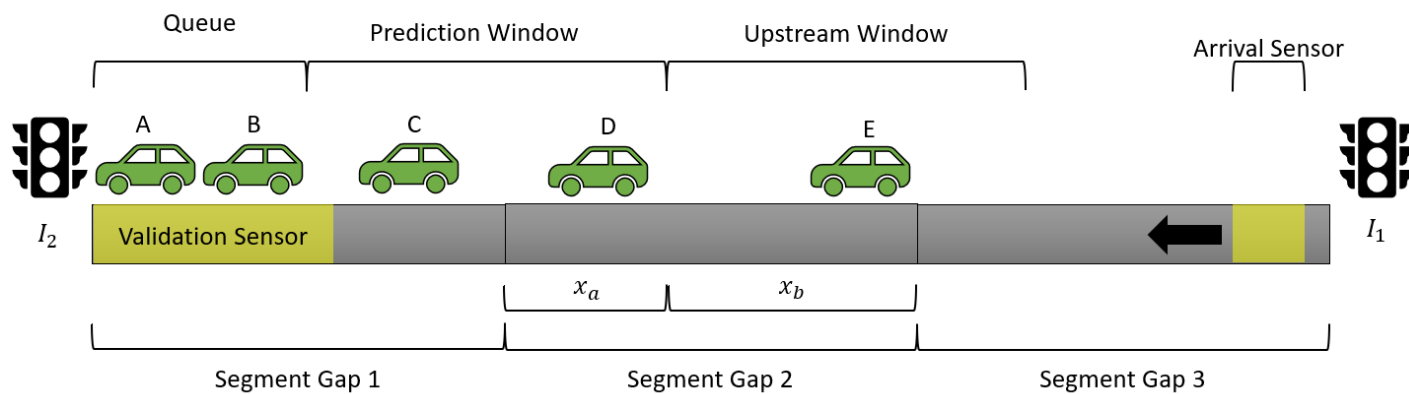 Queue
Prediction Window
Upstream Window
Arrival Sensor
A
B
C
D
E
Validation Sensor
I₂
I₁
xₐ
x_b
Segment Gap 1
Segment Gap 2
Segment Gap 3